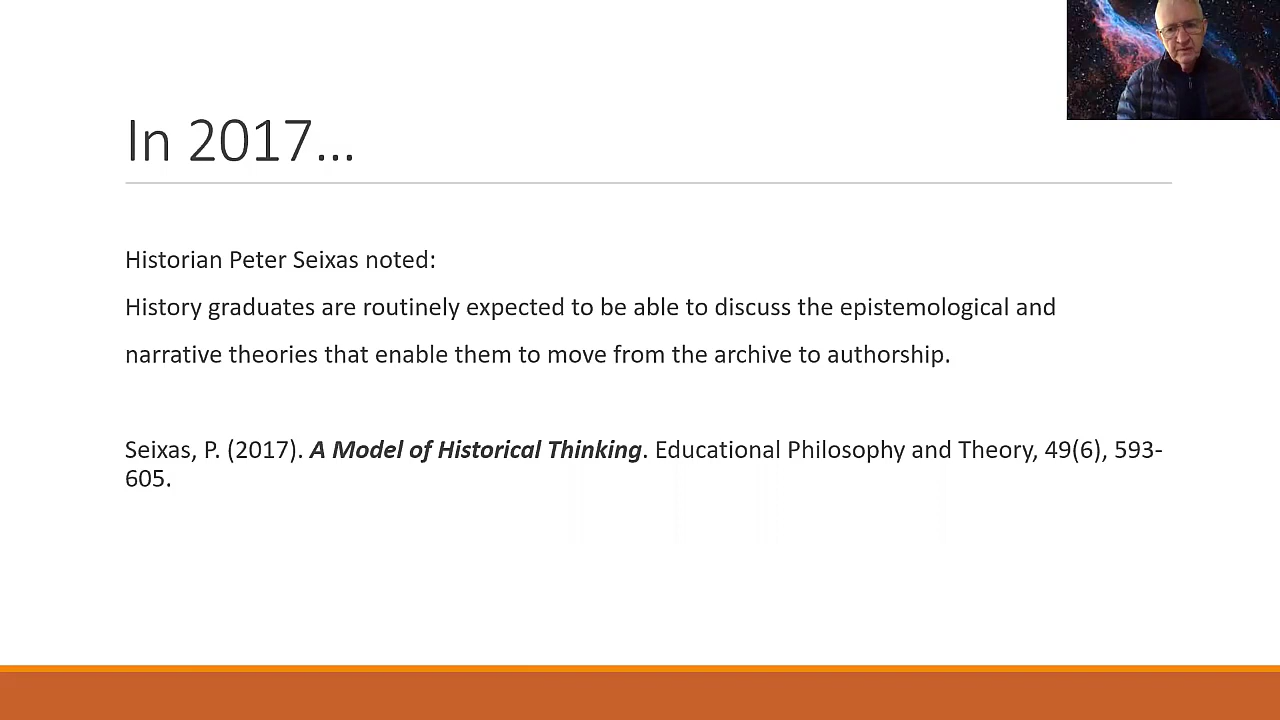 In 2017...
Historian Peter Seixas noted:
History graduates are routinely expected to be able to discuss the epistemological and
narrative theories that enable them to move from the archive to authorship.
Seixas, P. (2017). A Model of Historical Thinking. Educational Philosophy and Theory, 49(6), 593-
605.